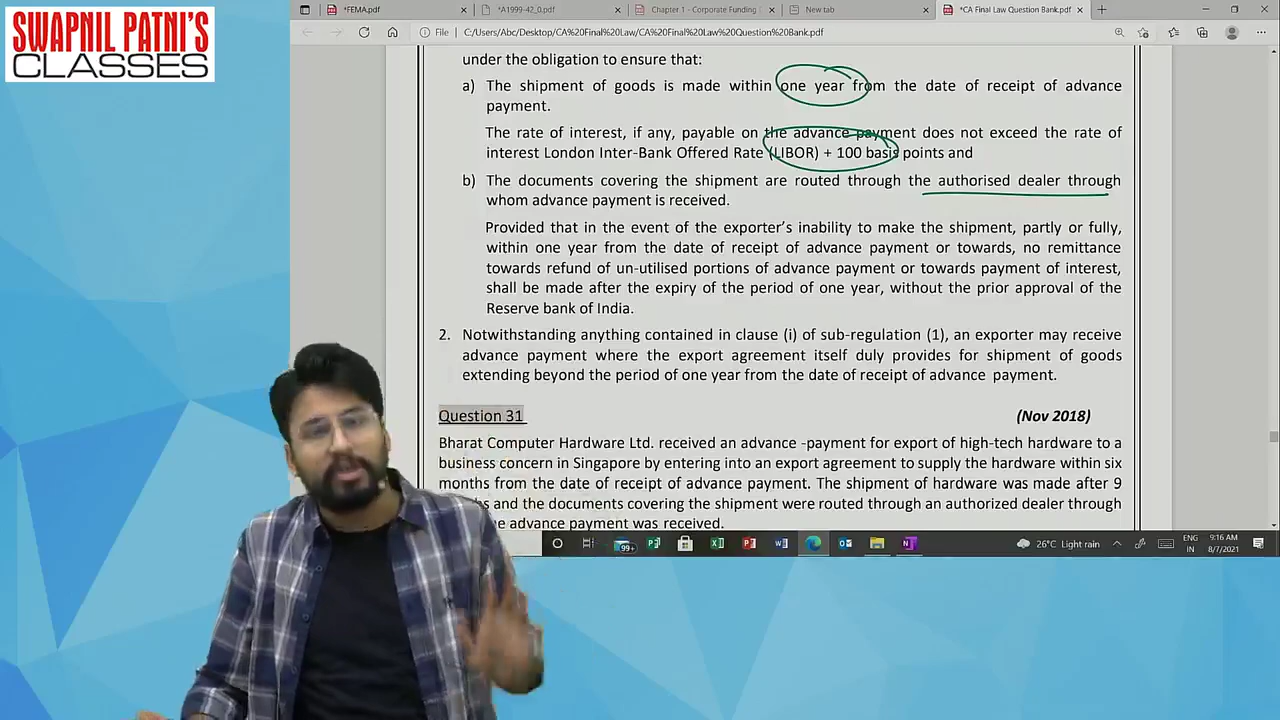 SWAPNIL PATNI'S
CLASSES
*FEMA.pdf
*A1999-42_0.pdf
Chapter 1 - Corporate Funding
New tab
*CA Final Law Question Bank.pdf
File
C:/Users/Abc/Desktop/CA%20Final%20Law/CA%20Final%20Law%20Question%20Bank.pdf
under the obligation to ensure that:
a) The shipment of goods is made within one year from the date of receipt of advance
payment.
The rate of interest, if any, payable on the advance payment does not exceed the rate of
interest London Inter-Bank Offered Rate (LIBOR) + 100 basis points and
b) The documents covering the shipment are routed through the authorised dealer through
whom advance payment is received.
Provided that in the event of the exporter's inability to make the shipment, partly or fully,
within one year from the date of receipt of advance payment or towards, no remittance
towards refund of un-utilised portions of advance payment or towards payment of interest,
shall be made after the expiry of the period of one year, without the prior approval of the
Reserve bank of India.
2. Notwithstanding anything contained in clause (i) of sub-regulation (1), an exporter may receive
advance payment where the export agreement itself duly provides for shipment of goods
extending beyond the period of one year from the date of receipt of advance payment.
Question 31
(Nov 2018)
Bharat Computer Hardware Ltd. received an advance -payment for export of high-tech hardware to a
business concern in Singapore by entering into an export agreement to supply the hardware within six
months from the date of receipt of advance payment. The shipment of hardware was made after 9
and the documents covering the shipment were routed through an authorized dealer through
advance payment was received.
99+
26°C Light rain
ENG
IN
9:16 AM
8/7/2021